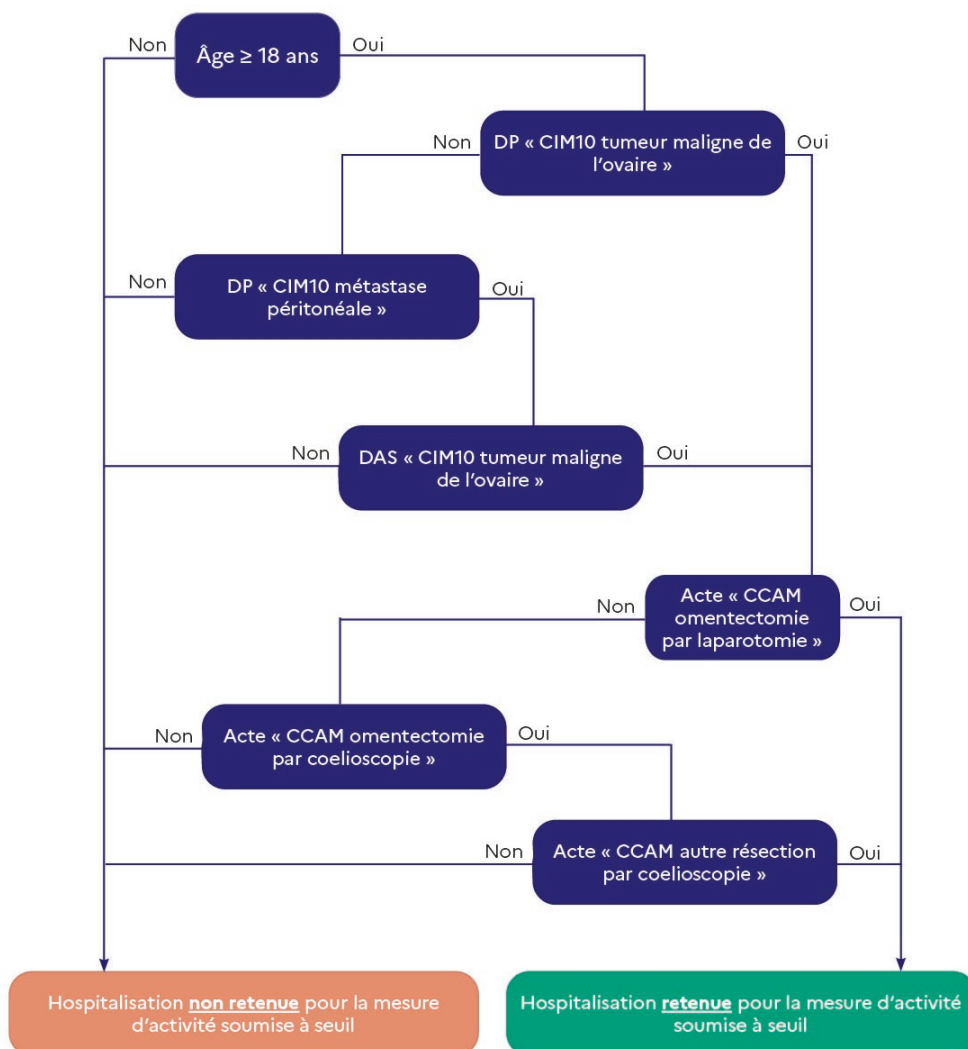 Non
Âge ≥ 18 ans
Oui
Non
DP « CIM10 tumeur maligne de
l’ovaire »
Oui
Non
DP « CIM10 métastase
péritonéale »
Oui
Non
DAS « CIM10 tumeur maligne
de l’ovaire »
Oui
Non
Acte « CCAM
omentectomie
par laparotomie »
Oui
Non
Acte « CCAM omentectomie
par coelioscopie »
Oui
Non
Acte « CCAM autre résection
par coelioscopie »
Oui
Hospitalisation non retenue pour la mesure
d’activité soumise à seuil
Hospitalisation retenue pour la mesure d’activité
soumise à seuil